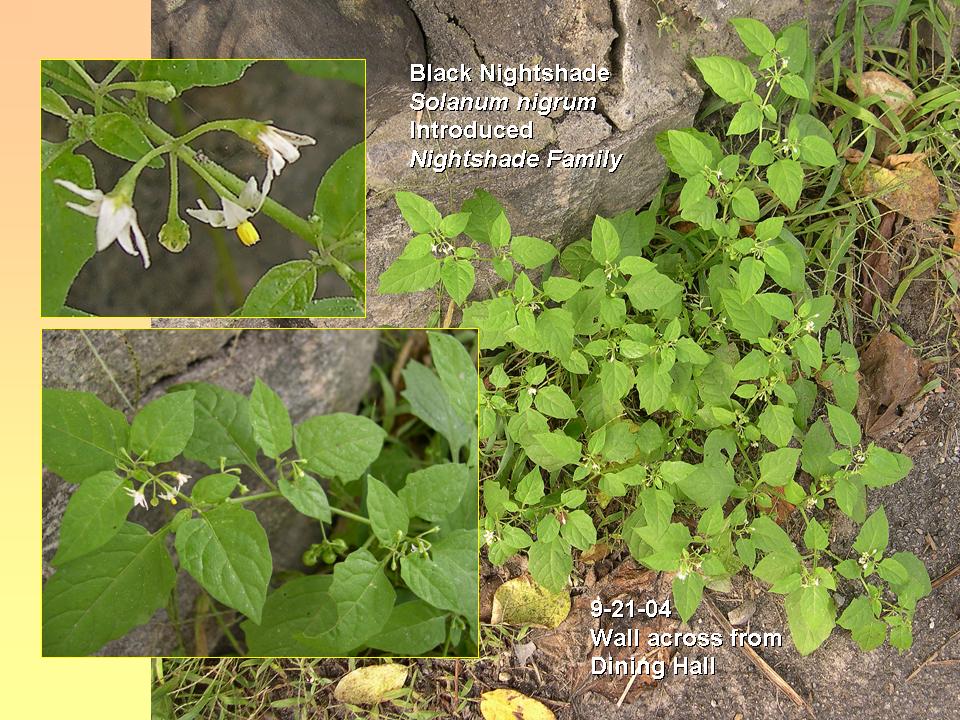 Black Nightshade
Solanum nigrum
Introduced
Nightshade Family
9-21-04
Wall across from
Dining Hall